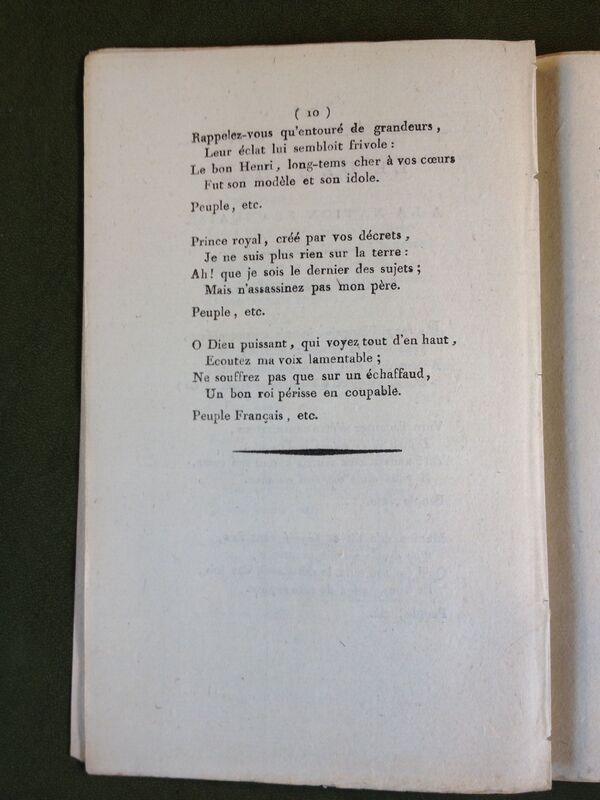 ( 10 )
Rappelez-vous qu'entouré de grandeurs,
Leur éclat lui sembloit frivole :
Le bon Henri, long-tems cher à vos cœurs
Fut son modèle et son idole.
Peuple, etc.
Prince royal, créé par vos décrets,
Je ne suis plus rien sur la terre :
Ah! que je sois le dernier des sujets;
Mais n'assassinez pas mon père.
Peuple, etc.
O Dieu puissant, qui voyez tout d'en haut,
Ecoutez ma voix lamentable ;
Ne souffrez pas que sur un échaffaud,
Un bon roi périsse en coupable.
Peuple Français, etc.